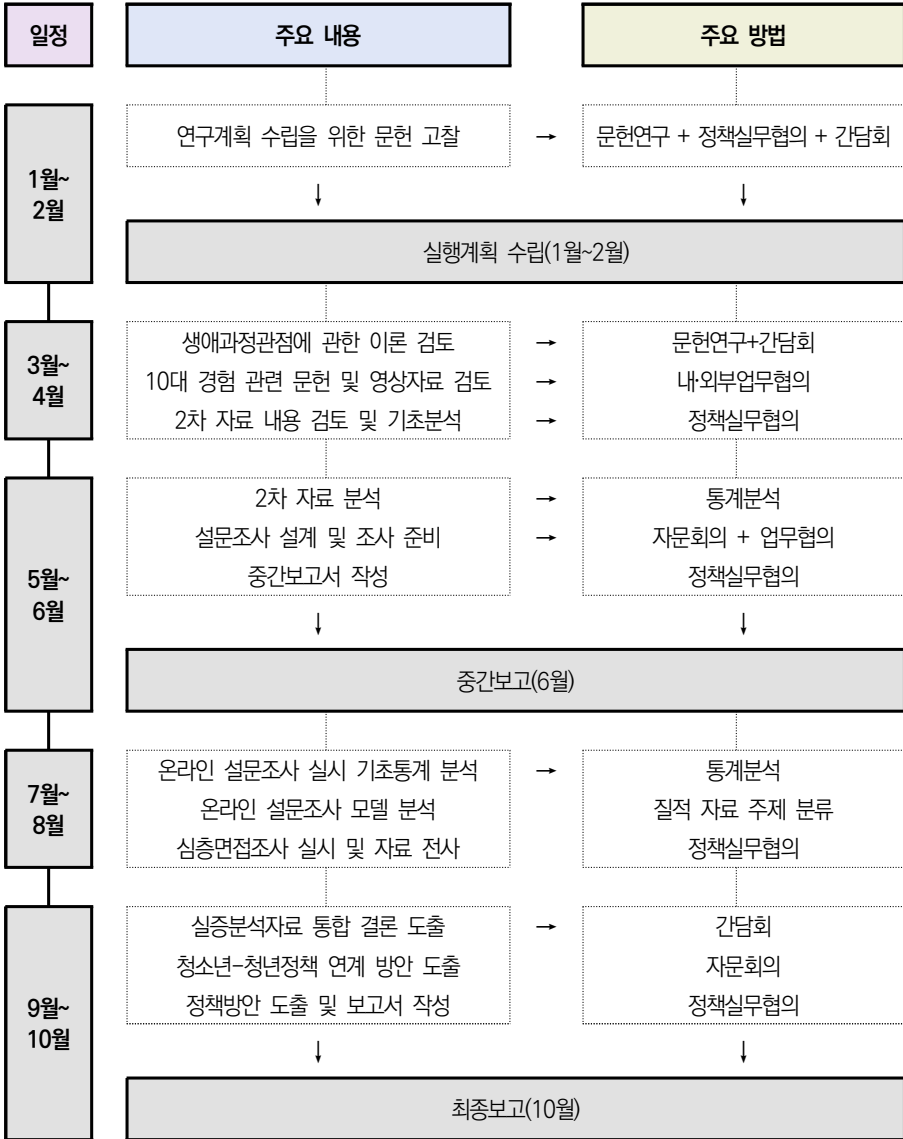 일정 주요 내용 주요 방법
1월~
2월
연구계획 수립을 위한 문헌 고찰 → 문헌연구 + 정책실무협의 + 간담회
↓ ↓
실행계획 수립(1월~2월)
3월~
4월
생애과정관점에 관한 이론 검토 → 문헌연구+간담회
10대 경험 관련 문헌 및 영상자료 검토 → 내·외부업무협의
2차 자료 내용 검토 및 기초분석 → 정책실무협의
5월~
6월
2차 자료 분석 → 통계분석
설문조사 설계 및 조사 준비 → 자문회의 + 업무협의
중간보고서 작성 정책실무협의
↓ ↓
중간보고(6월)
7월~
8월
온라인 설문조사 실시 기초통계 분석 → 통계분석
온라인 설문조사 모델 분석 질적 자료 주제 분류
심층면접조사 실시 및 자료 전사 정책실무협의
9월~
10월
실증분석자료 통합 결론 도출 → 간담회
청소년-청년정책 연계 방안 도출 자문회의
정책방안 도출 및 보고서 작성 정책실무협의
↓ ↓
최종보고(10월)